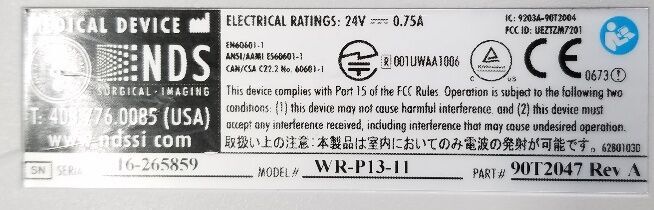 MEDICAL DEVICE
NDS
SURGICAL · IMAGING
(USA)
www.ndssi.com
ELECTRICAL RATINGS: 24V 0.75A
IC: 9203A-90T2004
FCC ID: UEZTZM7201
EN60601-1
ANSI/AAMI ES60601-1
CAN/CSA C22.2 No. 60601-1
R 001UWAA1006
C US
CE
0673
This device complies with Part 15 of the FCC Rules. Operation is subject to the following two
conditions: (1) this device may not cause harmful interference, and (2) this device must
accept any interference received, including interference that may cause undesired operation.
取扱い上の注意:本製品は室内においてのみ電波の発射が可能です。 62B0103D
SN SERIAL 16-265859 MODEL# WR-P13-11 PART# 90T2047 Rev A